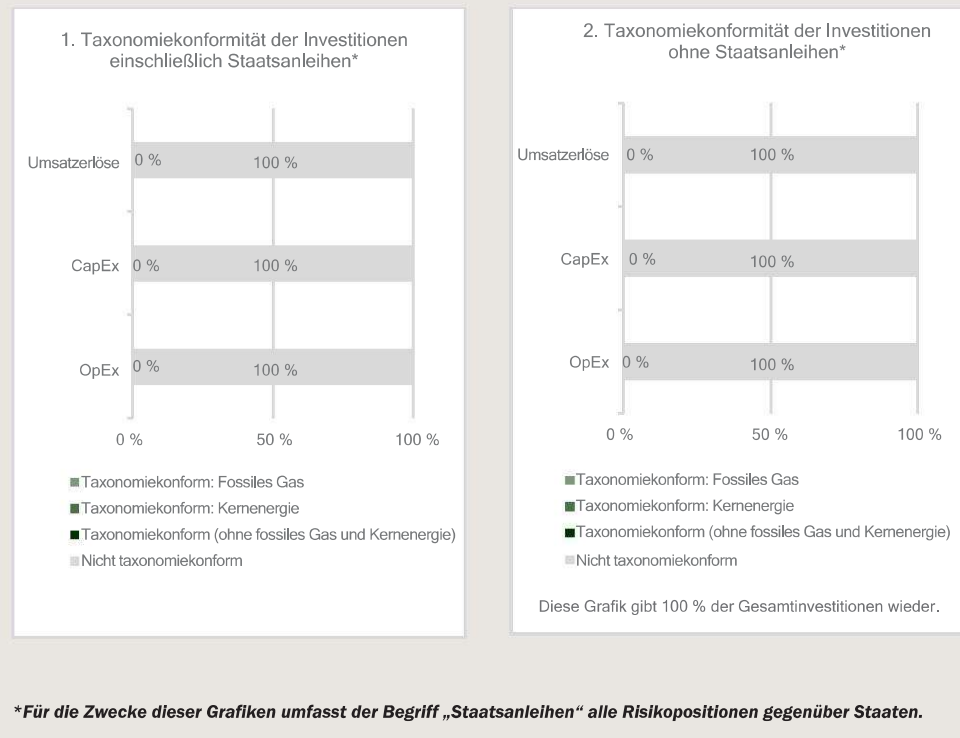 1. Taxonomiekonformität der Investitionen
einschließlich Staatsanleihen*
Umsatzerlöse 0 % 100 %
CapEx 0 % 100 %
OpEx 0 % 100 %
0 % 50 % 100 %
Taxonomiekonform: Fossiles Gas
Taxonomiekonform: Kernenergie
Taxonomiekonform (ohne fossiles Gas und Kernenergie)
Nicht taxonomiekonform
2. Taxonomiekonformität der Investitionen
ohne Staatsanleihen*
Umsatzerlöse 0 % 100 %
CapEx 0 % 100 %
OpEx 0 % 100 %
0 % 50 % 100 %
Taxonomiekonform: Fossiles Gas
Taxonomiekonform: Kernenergie
Taxonomiekonform (ohne fossiles Gas und Kernenergie)
Nicht taxonomiekonform
Diese Grafik gibt 100 % der Gesamtinvestitionen wieder.
*Für die Zwecke dieser Grafiken umfasst der Begriff „Staatsanleihen“ alle Risikopositionen gegenüber Staaten.